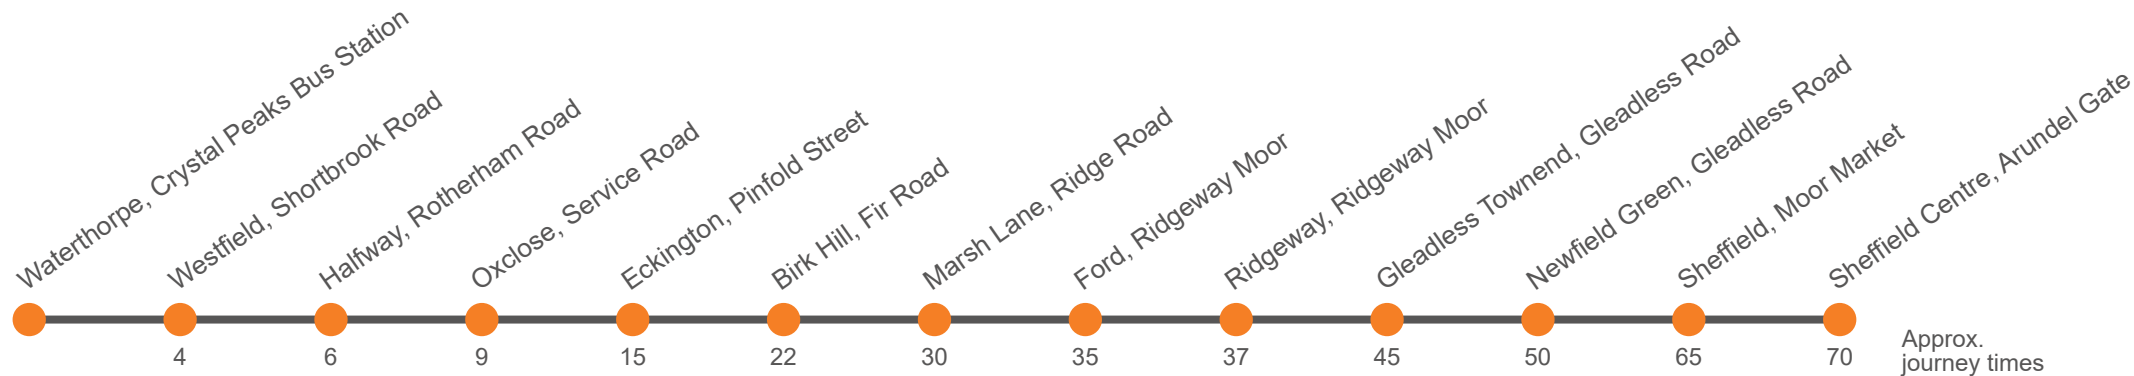 Waterthorpe, Crystal Peaks Bus Station
Westfield, Shortbrook Road
Halfway, Rotherham Road
Oxclose, Service Road
Eckington, Pinfold Street
Birk Hill, Fir Road
Marsh Lane, Ridge Road
Ford, Ridgeway Moor
Ridgeway, Ridgeway Moor
Gleadless Townend, Gleadless Road
Newfield Green, Gleadless Road
Sheffield, Moor Market
Sheffield Centre, Arundel Gate
4 6 9 15 22 30 35 37 45 50 65 70
Approx.
journey times